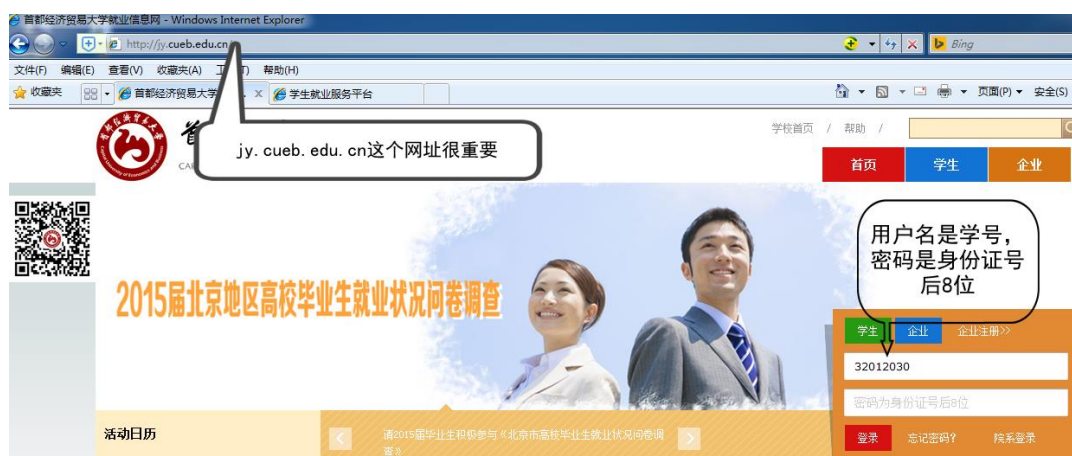 首都经济贸易大学就业信息网 - Windows Internet Explorer
http://jy.cueb.edu.cn
Bing
文件(F) 编辑(E) 查看(V) 收藏夹(A) 帮助(H)
收藏夹
首都经济贸易大学
学生就业服务平台
页面(P)
安全(S)
学校首页 / 帮助 /
jy. cueb. edu. cn这个网址很重要
首页 学生 企业
用户名是学号，
密码是身份证号
后8位
2015届北京地区高校毕业生就业状况问卷调查
学生 企业 企业注册>>
32012030
密码为身份证号后8位
登录 忘记密码? 院系登录
活动日历
请2015届毕业生积极参与《北京市高校毕业生就业状况问卷调
查》